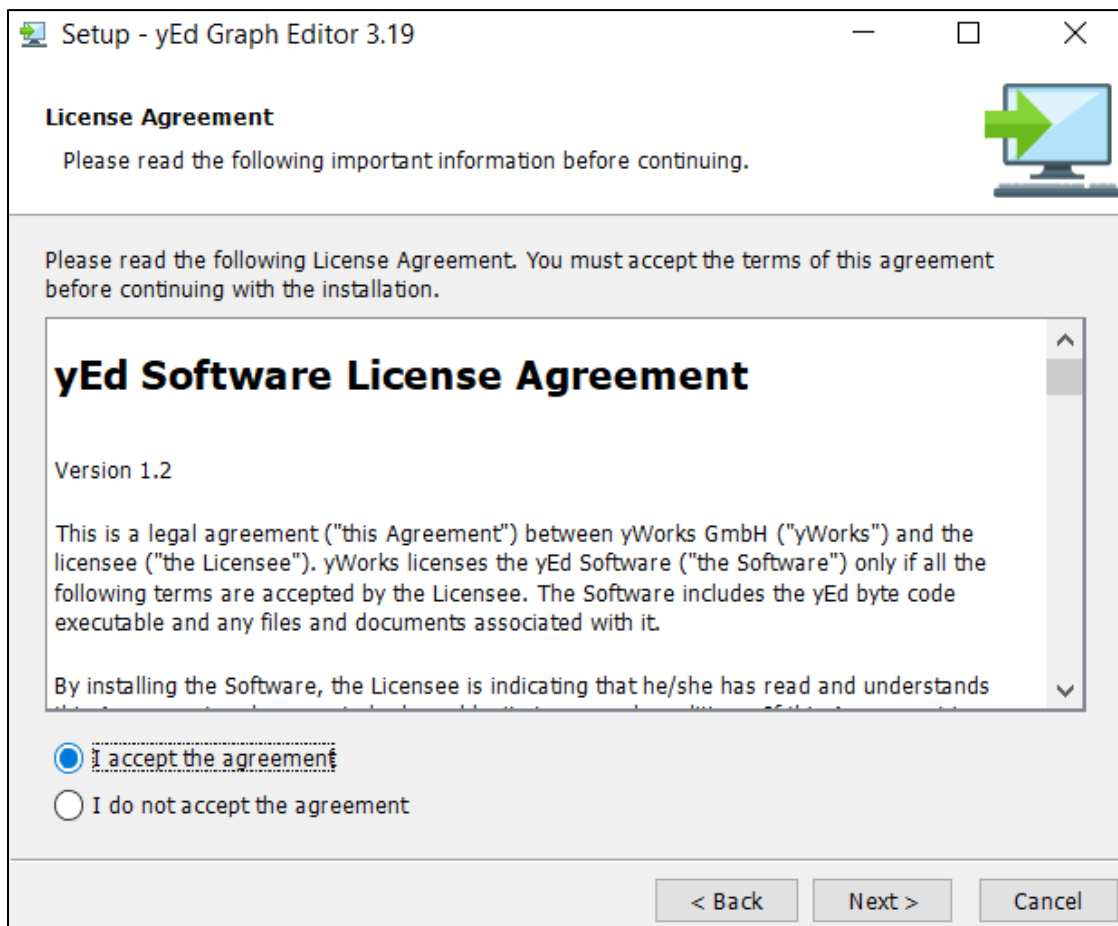 Setup - yEd Graph Editor 3.19
License Agreement
Please read the following important information before continuing.
Please read the following License Agreement. You must accept the terms of this agreement
before continuing with the installation.
yEd Software License Agreement
Version 1.2
This is a legal agreement ("this Agreement") between yWorks GmbH ("yWorks") and the
licensee ("the Licensee"). yWorks licenses the yEd Software ("the Software") only if all the
following terms are accepted by the Licensee. The Software includes the yEd byte code
executable and any files and documents associated with it.
By installing the Software, the Licensee is indicating that he/she has read and understands
I accept the agreement
I do not accept the agreement
< Back
Next >
Cancel